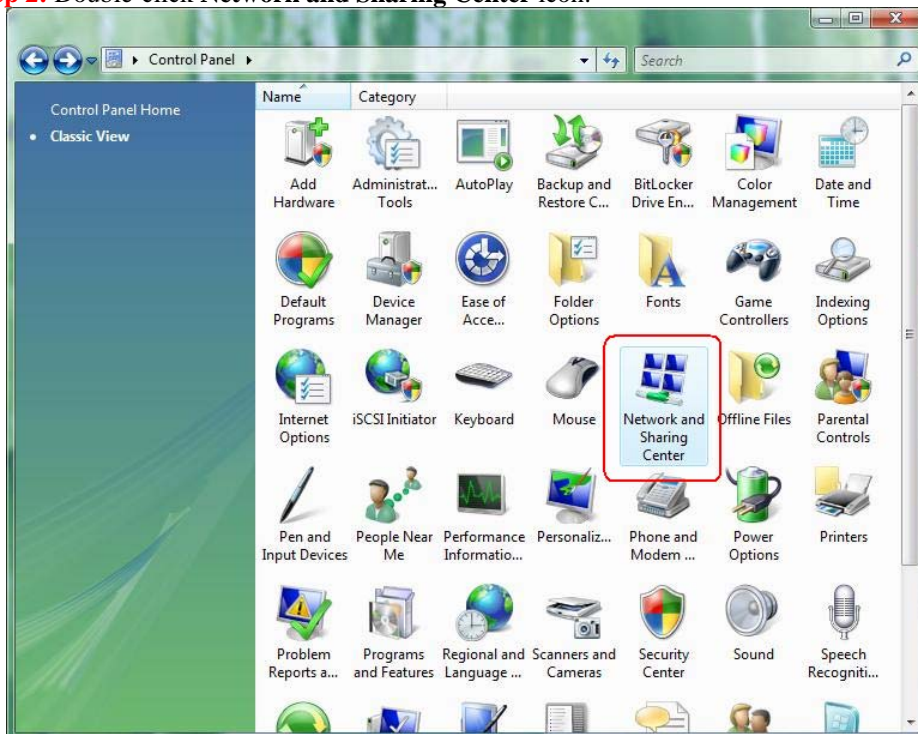 p 2: Double-click Network and Sharing Center icon.
Control Panel
Search
Control Panel Home
Classic View
Name Category
Add Hardware
Administrat... Tools
AutoPlay
Backup and Restore C...
BitLocker Drive En...
Color Management
Date and Time
Default Programs
Device Manager
Ease of Acce...
Folder Options
Fonts
Game Controllers
Indexing Options
Internet Options
iSCSI Initiator
Keyboard
Mouse
Network and Sharing Center
Offline Files
Parental Controls
Pen and Input Devices
People Near Me
Performance Informatio...
Personaliz...
Phone and Modem ...
Power Options
Printers
Problem Reports a...
Programs and Features
Regional and Language ...
Scanners and Cameras
Security Center
Sound
Speech Recogniti...